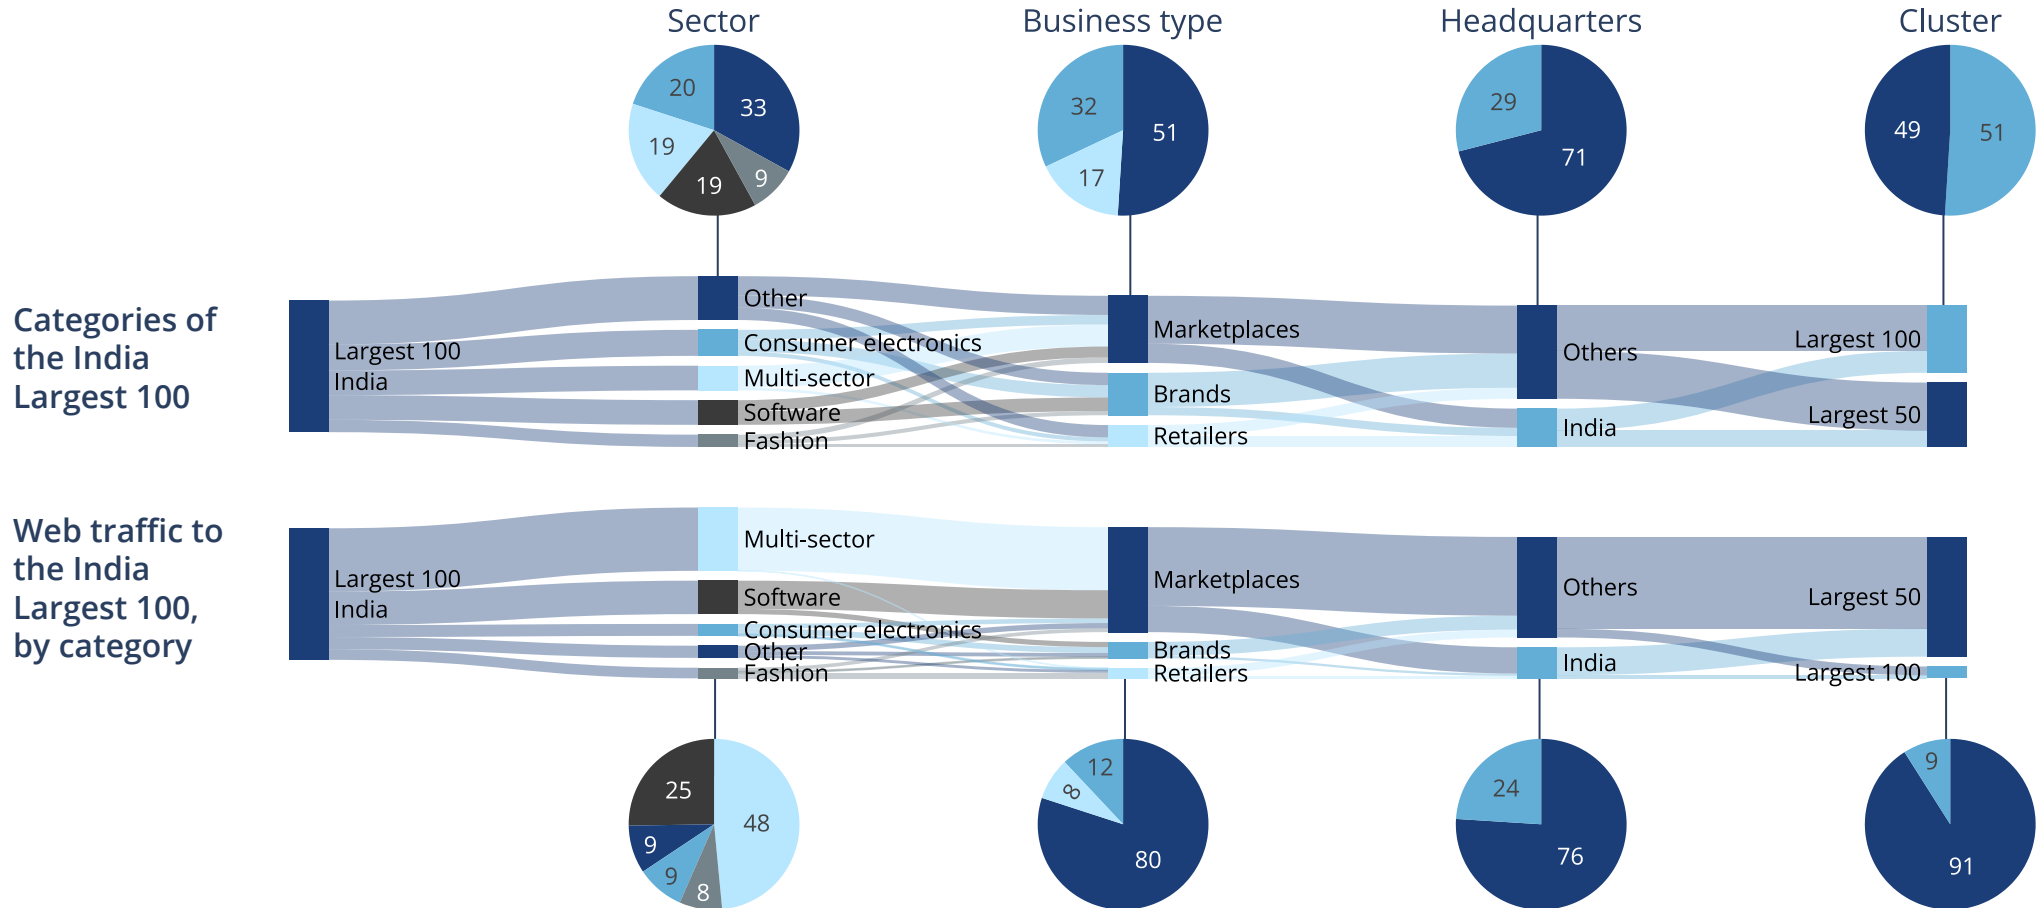 Sector
Business type
Headquarters
Cluster
20
33
19
19
9
32
51
17
29
71
49
51
Categories of
the India
Largest 100
Largest 100
India
Other
Consumer electronics
Multi-sector
Software
Fashion
Marketplaces
Brands
Retailers
Others
India
Largest 100
Largest 50
Web traffic to
the India
Largest 100,
by category
Largest 100
India
Multi-sector
Software
Consumer electronics
Other
Fashion
Marketplaces
Brands
Retailers
Others
India
Largest 50
Largest 100
25
48
9
9
8
12
8
80
24
76
9
91